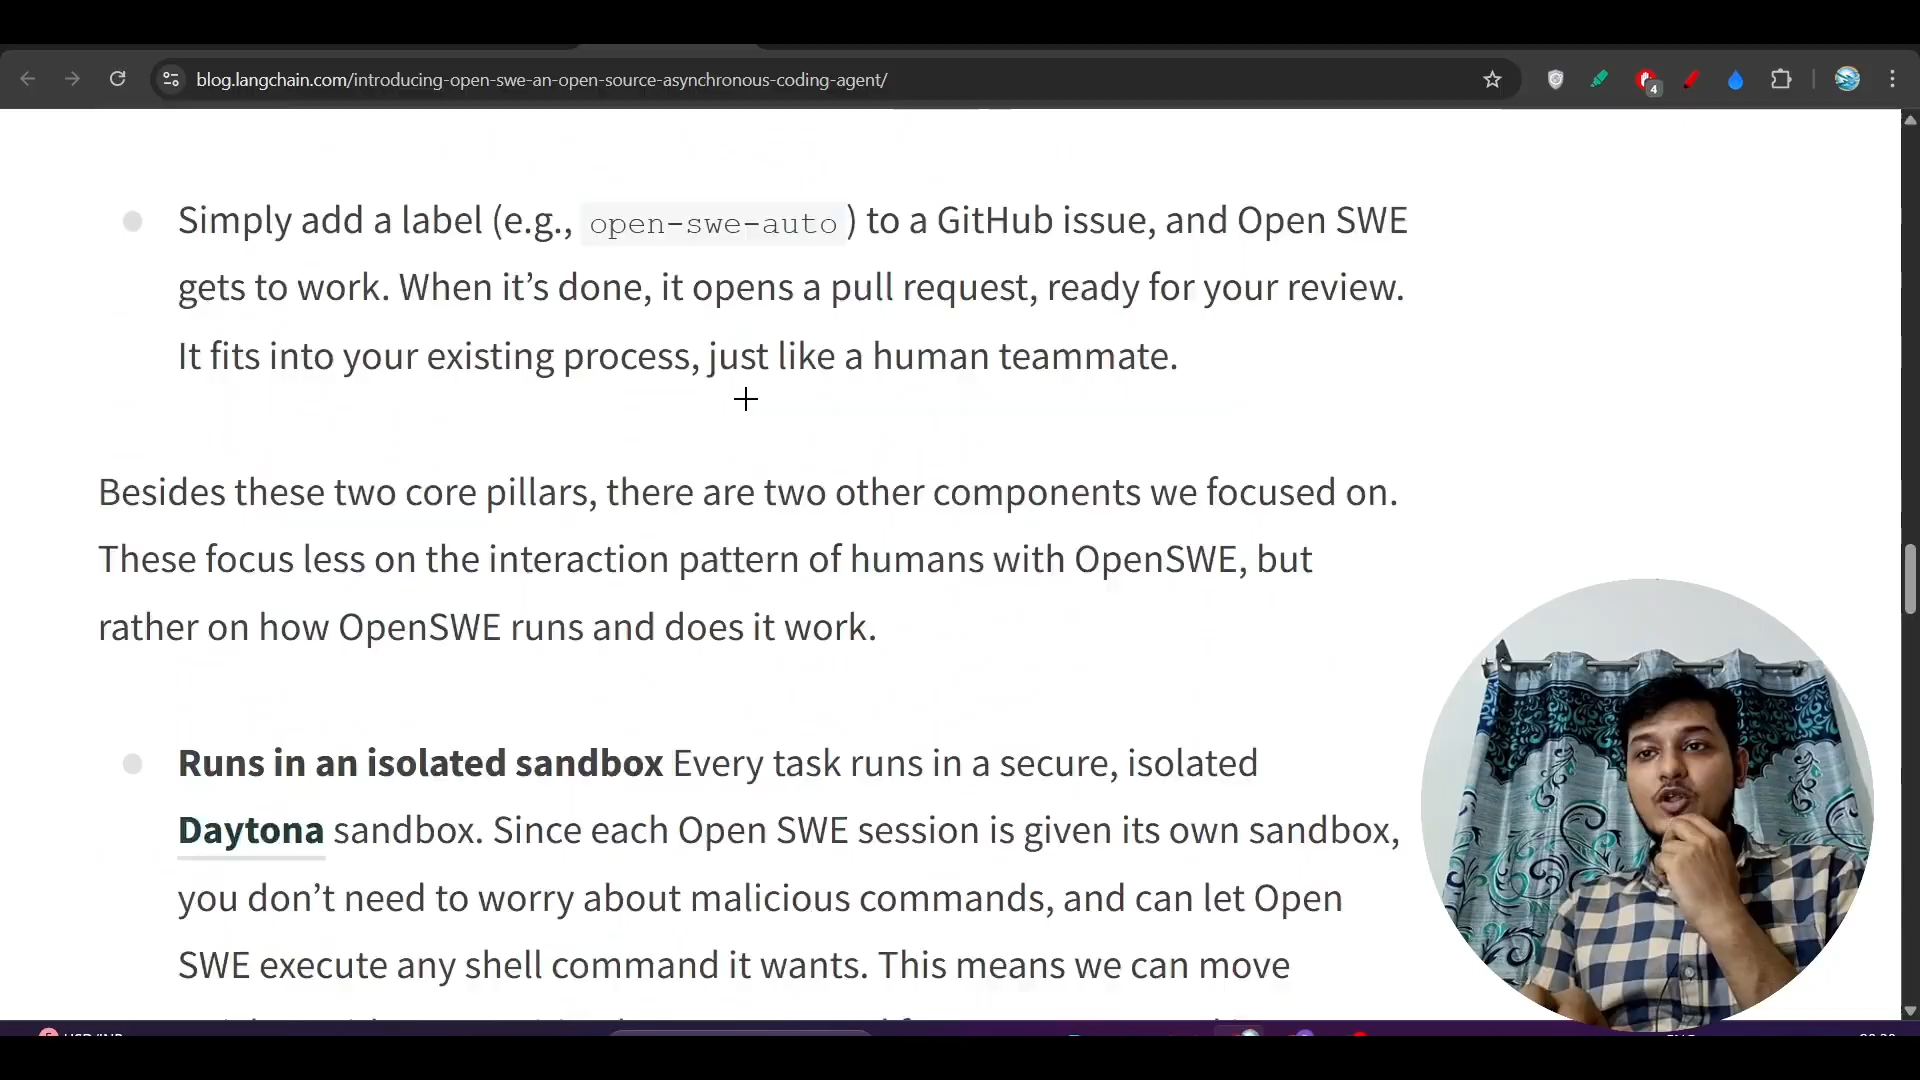 blog.langchain.com/introducing-open-swe-an-open-source-asynchronous-coding-agent/
4
Simply add a label (e.g., open-swe-auto) to a GitHub issue, and Open SWE
gets to work. When it’s done, it opens a pull request, ready for your review.
It fits into your existing process, just like a human teammate.
Besides these two core pillars, there are two other components we focused on.
These focus less on the interaction pattern of humans with OpenSWE, but
rather on how OpenSWE runs and does it work.
Runs in an isolated sandbox Every task runs in a secure, isolated
Daytona sandbox. Since each Open SWE session is given its own sandbox,
you don’t need to worry about malicious commands, and can let Open
SWE execute any shell command it wants. This means we can move